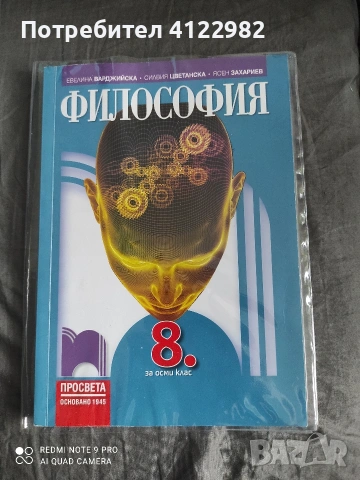 Потребител 4122982
ЕВЕЛИНА ВАРДЖИЙСКА • СИЛВИЯ ЦВЕТАНСКА • ЯСЕН ЗАХАРИЕВ
ФИЛОСОФИЯ
8.
за осми клас
ПРОСВЕТА
ОСНОВАНО 1945
REDMI NOTE 9 PRO
AI QUAD CAMERA
BAZAR